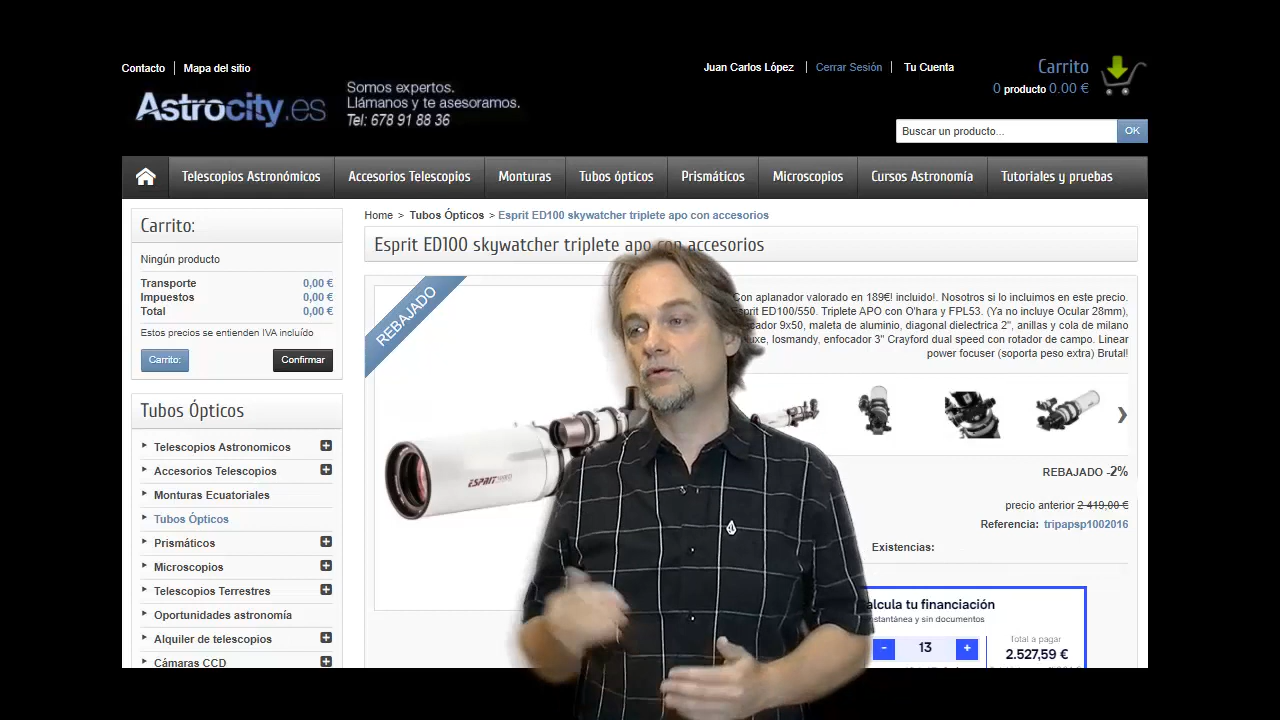 Contacto
Mapa del sitio
Juan Carlos López
Cerrar Sesión
Tu Cuenta
Carrito
0 producto 0.00 €
Astrocity.es
Somos expertos.
Llámanos y te asesoramos.
Tel: 678 91 88 36
Buscar un producto...
OK
Telescopios Astronómicos
Accesorios Telescopios
Monturas
Tubos ópticos
Prismáticos
Microscopios
Cursos Astronomía
Tutoriales y pruebas
Carrito:
Ningún producto
Transporte 0,00 €
Impuestos 0,00 €
Total 0,00 €
Estos precios se entienden IVA incluído
Carrito:
Confirmar
Tubos Ópticos
Telescopios Astronomicos
Accesorios Telescopios
Monturas Ecuatoriales
Tubos Ópticos
Prismáticos
Microscopios
Telescopios Terrestres
Oportunidades astronomía
Alquiler de telescopios
Cámaras CCD
Home > Tubos Ópticos > Esprit ED100 skywatcher triplete apo con accesorios
Esprit ED100 skywatcher triplete apo con accesorios
REBAJADO
ESPRIT
Con aplanador valorado en 189€! incluido!. Nosotros si lo incluimos en este precio.
ED100/550. Triplete APO con O'hara y FPL53. (Ya no incluye Ocular 28mm),
9x50, maleta de aluminio, diagonal dielectrica 2", anillas y cola de milano
losmandy, enfocador 3" Crayford dual speed con rotador de campo. Linear
power focuser (soporta peso extra) Brutal!
REBAJADO -2%
precio anterior 2 419,00 €
Referencia: tripapsp1002016
Existencias:
alcula tu financiación
stantánea y sin documentos
- 13 +
Total a pagar
2.527,59 €